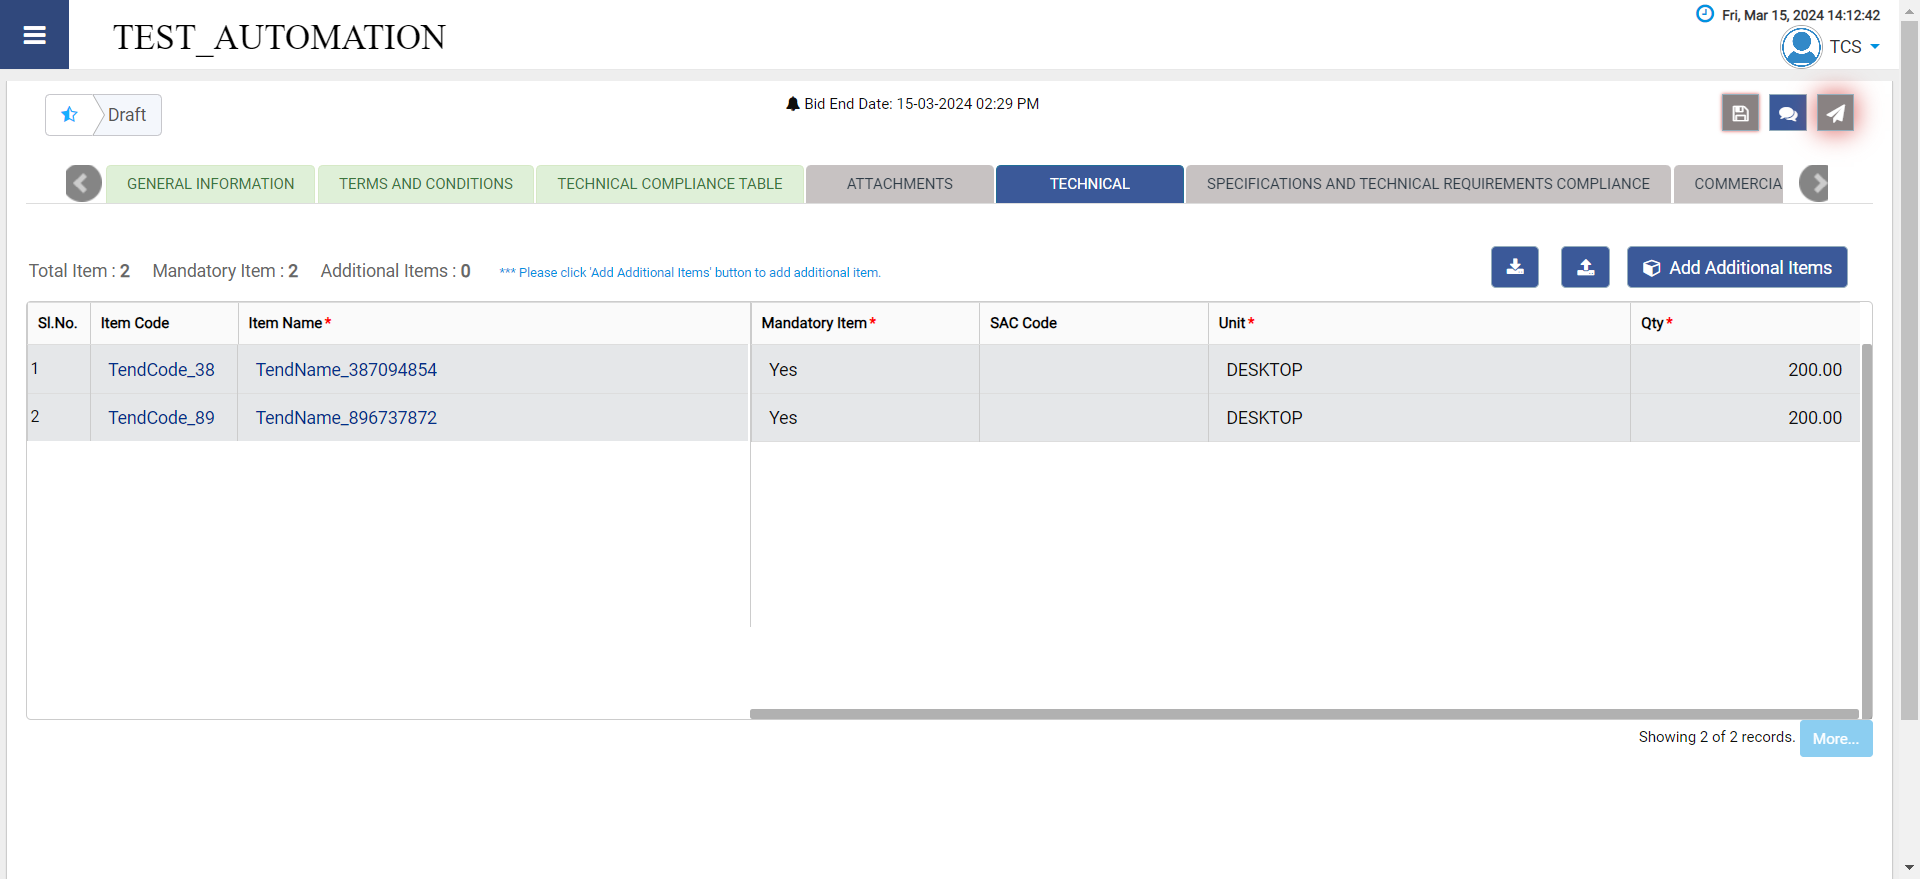 TEST_AUTOMATION
Fri, Mar 15, 2024 14:12:42
TCS
Draft
Bid End Date: 15-03-2024 02:29 PM
GENERAL INFORMATION TERMS AND CONDITIONS TECHNICAL COMPLIANCE TABLE ATTACHMENTS TECHNICAL SPECIFICATIONS AND TECHNICAL REQUIREMENTS COMPLIANCE COMMERCIA
Total Item : 2 Mandatory Item : 2 Additional Items : 0 *** Please click 'Add Additional Items' button to add additional item. Add Additional Items
Sl.No. Item Code Item Name* Mandatory Item* SAC Code Unit* Qty*
1 TendCode_38 TendName_387094854 Yes DESKTOP 200.00
2 TendCode_89 TendName_896737872 Yes DESKTOP 200.00
Showing 2 of 2 records. More...